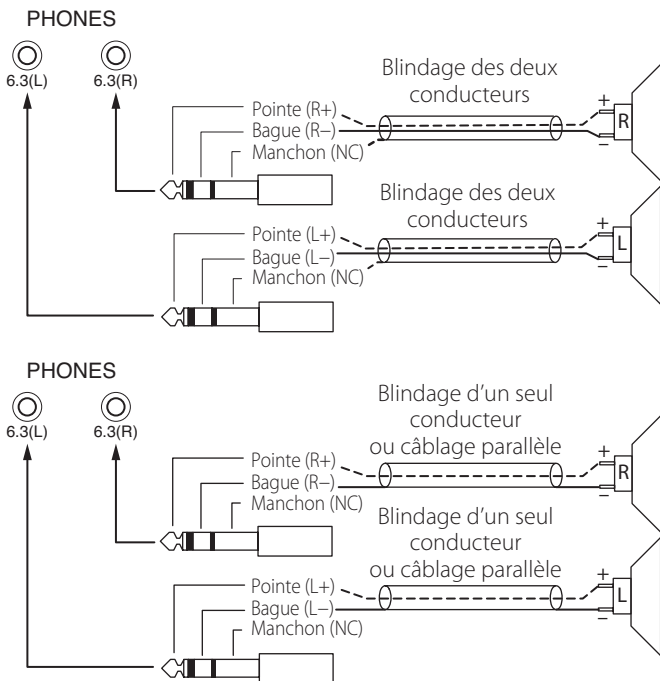 PHONES
6.3(L) 6.3(R)
Blindage des deux
conducteurs
Pointe (R+)
Bague (R–)
Manchon (NC)
+
R
–
Blindage des deux
conducteurs
Pointe (L+)
Bague (L–)
Manchon (NC)
+
L
–
PHONES
6.3(L) 6.3(R)
Blindage d’un seul
conducteur
ou câblage parallèle
Pointe (R+)
Bague (R–)
Manchon (NC)
+
R
–
Blindage d’un seul
conducteur
ou câblage parallèle
Pointe (L+)
Bague (L–)
Manchon (NC)
+
L
–